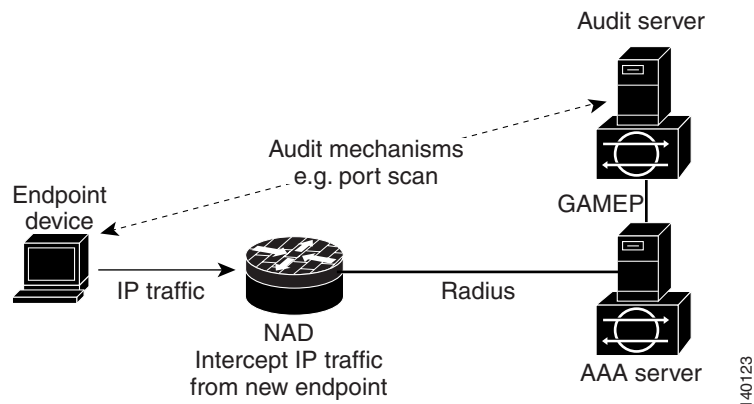 Audit server
Audit mechanisms
e.g. port scan
Endpoint
device
GAMEP
IP traffic
Radius
NAD
Intercept IP traffic
from new endpoint
AAA server
140123